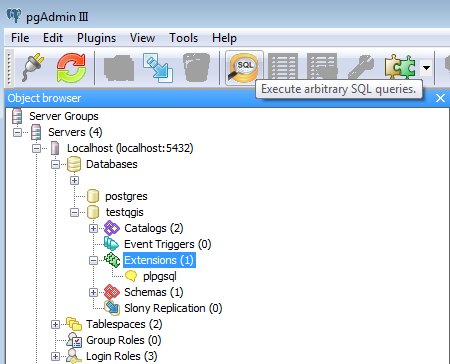 pgAdmin III
File Edit Plugins View Tools Help
SQL
Execute arbitrary SQL queries.
Object browser
Server Groups
Servers (4)
Localhost (localhost:5432)
Databases
postgres
testqgis
Catalogs (2)
Event Triggers (0)
Extensions (1)
plpgsql
Schemas (1)
Slony Replication (0)
Tablespaces (2)
Group Roles (0)
Login Roles (3)